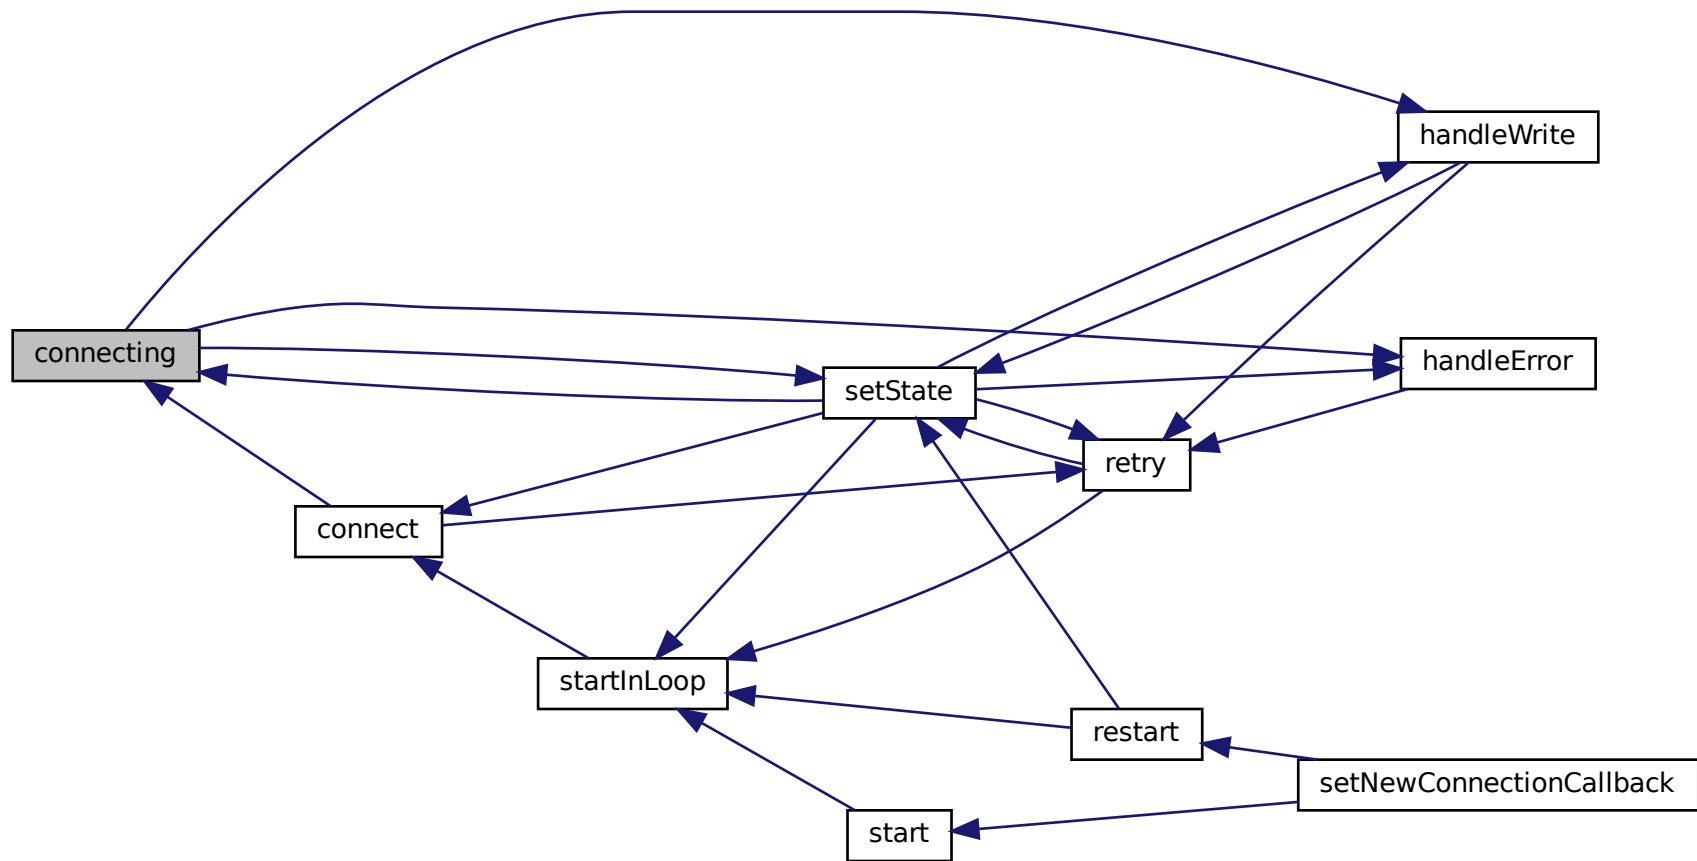 handleWrite
connecting
handleError
setState
retry
connect
startInLoop
restart
setNewConnectionCallback
start